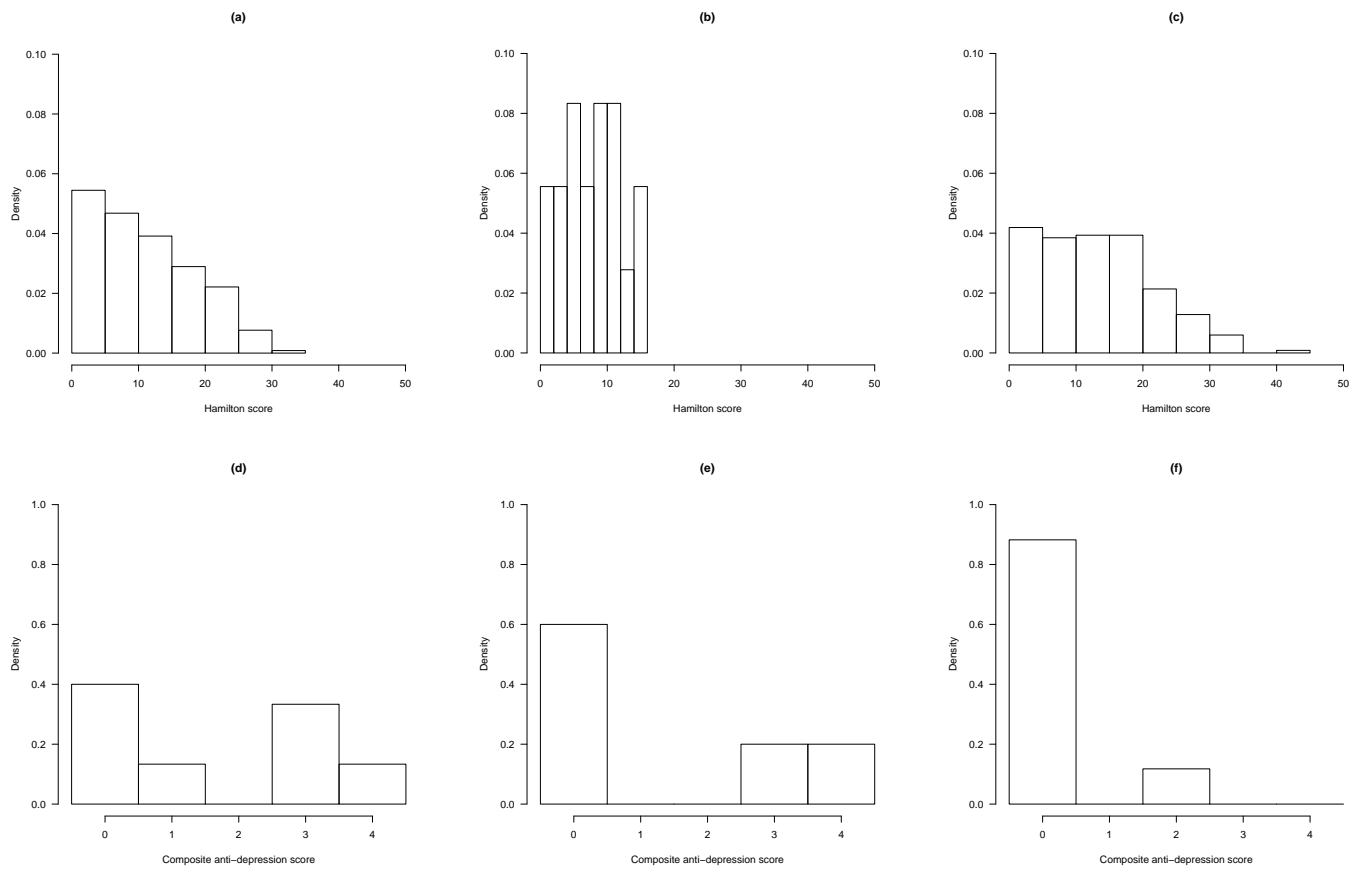 (a)
(b)
(c)
0.10
0.08
0.06
0.04
0.02
0.00
Density
0 10 20 30 40 50
Hamilton score
0.10
0.08
0.06
0.04
0.02
0.00
Density
0 10 20 30 40 50
Hamilton score
0.10
0.08
0.06
0.04
0.02
0.00
Density
0 10 20 30 40 50
Hamilton score
(d)
(e)
(f)
1.0
0.8
0.6
0.4
0.2
0.0
Density
0 1 2 3 4
Composite anti−depression score
1.0
0.8
0.6
0.4
0.2
0.0
Density
0 1 2 3 4
Composite anti−depression score
1.0
0.8
0.6
0.4
0.2
0.0
Density
0 1 2 3 4
Composite anti−depression score